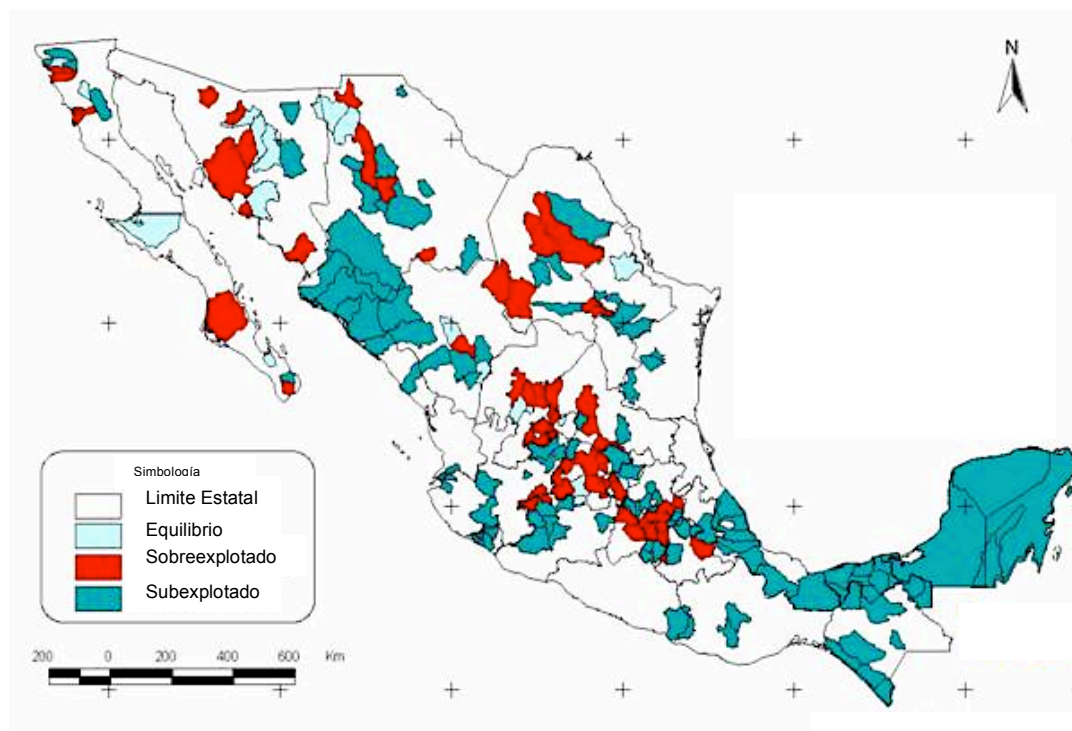 N
Simbología
Limite Estatal
Equilibrio
Sobreexplotado
Subexplotado
200 0 200 400 600 Km